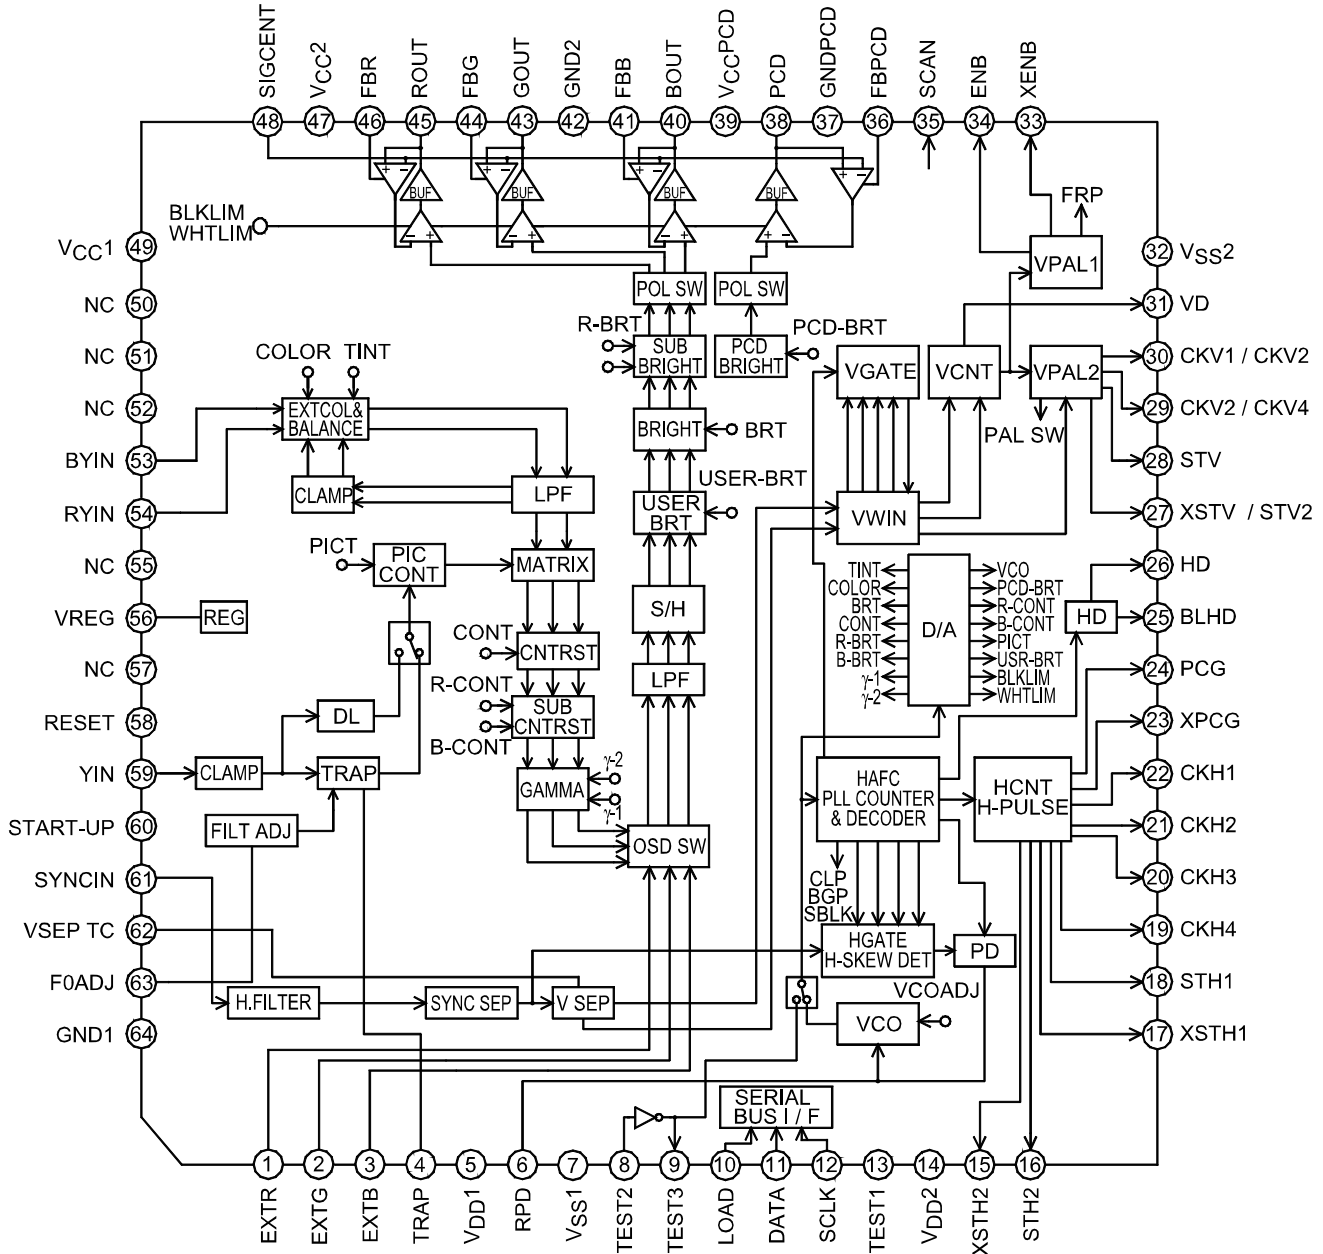 SIGCENT
VCC2
FBR
ROUT
FBG
GOUT
GND2
FBB
BOUT
VCCPCD
PCD
GNDPCD
FBPCD
SCAN
ENB
XENB
48 47 46 45 44 43 42 41 40 39 38 37 36 35 34 33
+ − + − + − − +
BUF BUF BUF BUF
BLKLIM
WHTLIM
− + − + − + + −
FRP
VCC1 49
VPAL1
32 VSS2
NC 50
POL SW
POL SW
31 VD
R-BRT
PCD-BRT
SUB
BRIGHT
PCD
BRIGHT
NC 51
COLOR TINT
VGATE
VCNT
VPAL2
30 CKV1 / CKV2
NC 52
EXTCOL&
BALANCE
BRIGHT
BRT
PAL SW
29 CKV2 / CKV4
BYIN 53
28 STV
CLAMP
LPF
USER-BRT
USER
BRT
VWIN
RYIN 54
27 XSTV / STV2
PICT
PIC
CONT
MATRIX
NC 55
26 HD
D/A
TINT
COLOR
BRT
CONT
R-BRT
B-BRT
γ-1
γ-2
VCO
PCD-BRT
R-CONT
B-CONT
PICT
USR-BRT
BLKLIM
WHTLIM
VREG 56
REG
S/H
HD
25 BLHD
CONT
CNTRST
NC 57
LPF
24 PCG
R-CONT
B-CONT
SUB
CNTRST
RESET 58
DL
23 XPCG
YIN 59
CLAMP
TRAP
GAMMA
γ-2
γ-1
HAFC
PLL COUNTER
& DECODER
HCNT
H-PULSE
22 CKH1
START-UP 60
FILT ADJ
OSD SW
21 CKH2
SYNCIN 61
CLP
BGP
SBLK
20 CKH3
VSEP TC 62
HGATE
H-SKEW DET
PD
19 CKH4
F0ADJ 63
H.FILTER
SYNC SEP
V SEP
VCOADJ
18 STH1
GND1 64
VCO
17 XSTH1
SERIAL
BUS I / F
1 2 3 4 5 6 7 8 9 10 11 12 13 14 15 16
EXTR
EXTG
EXTB
TRAP
VDD1
RPD
VSS1
TEST2
TEST3
LOAD
DATA
SCLK
TEST1
VDD2
XSTH2
STH2